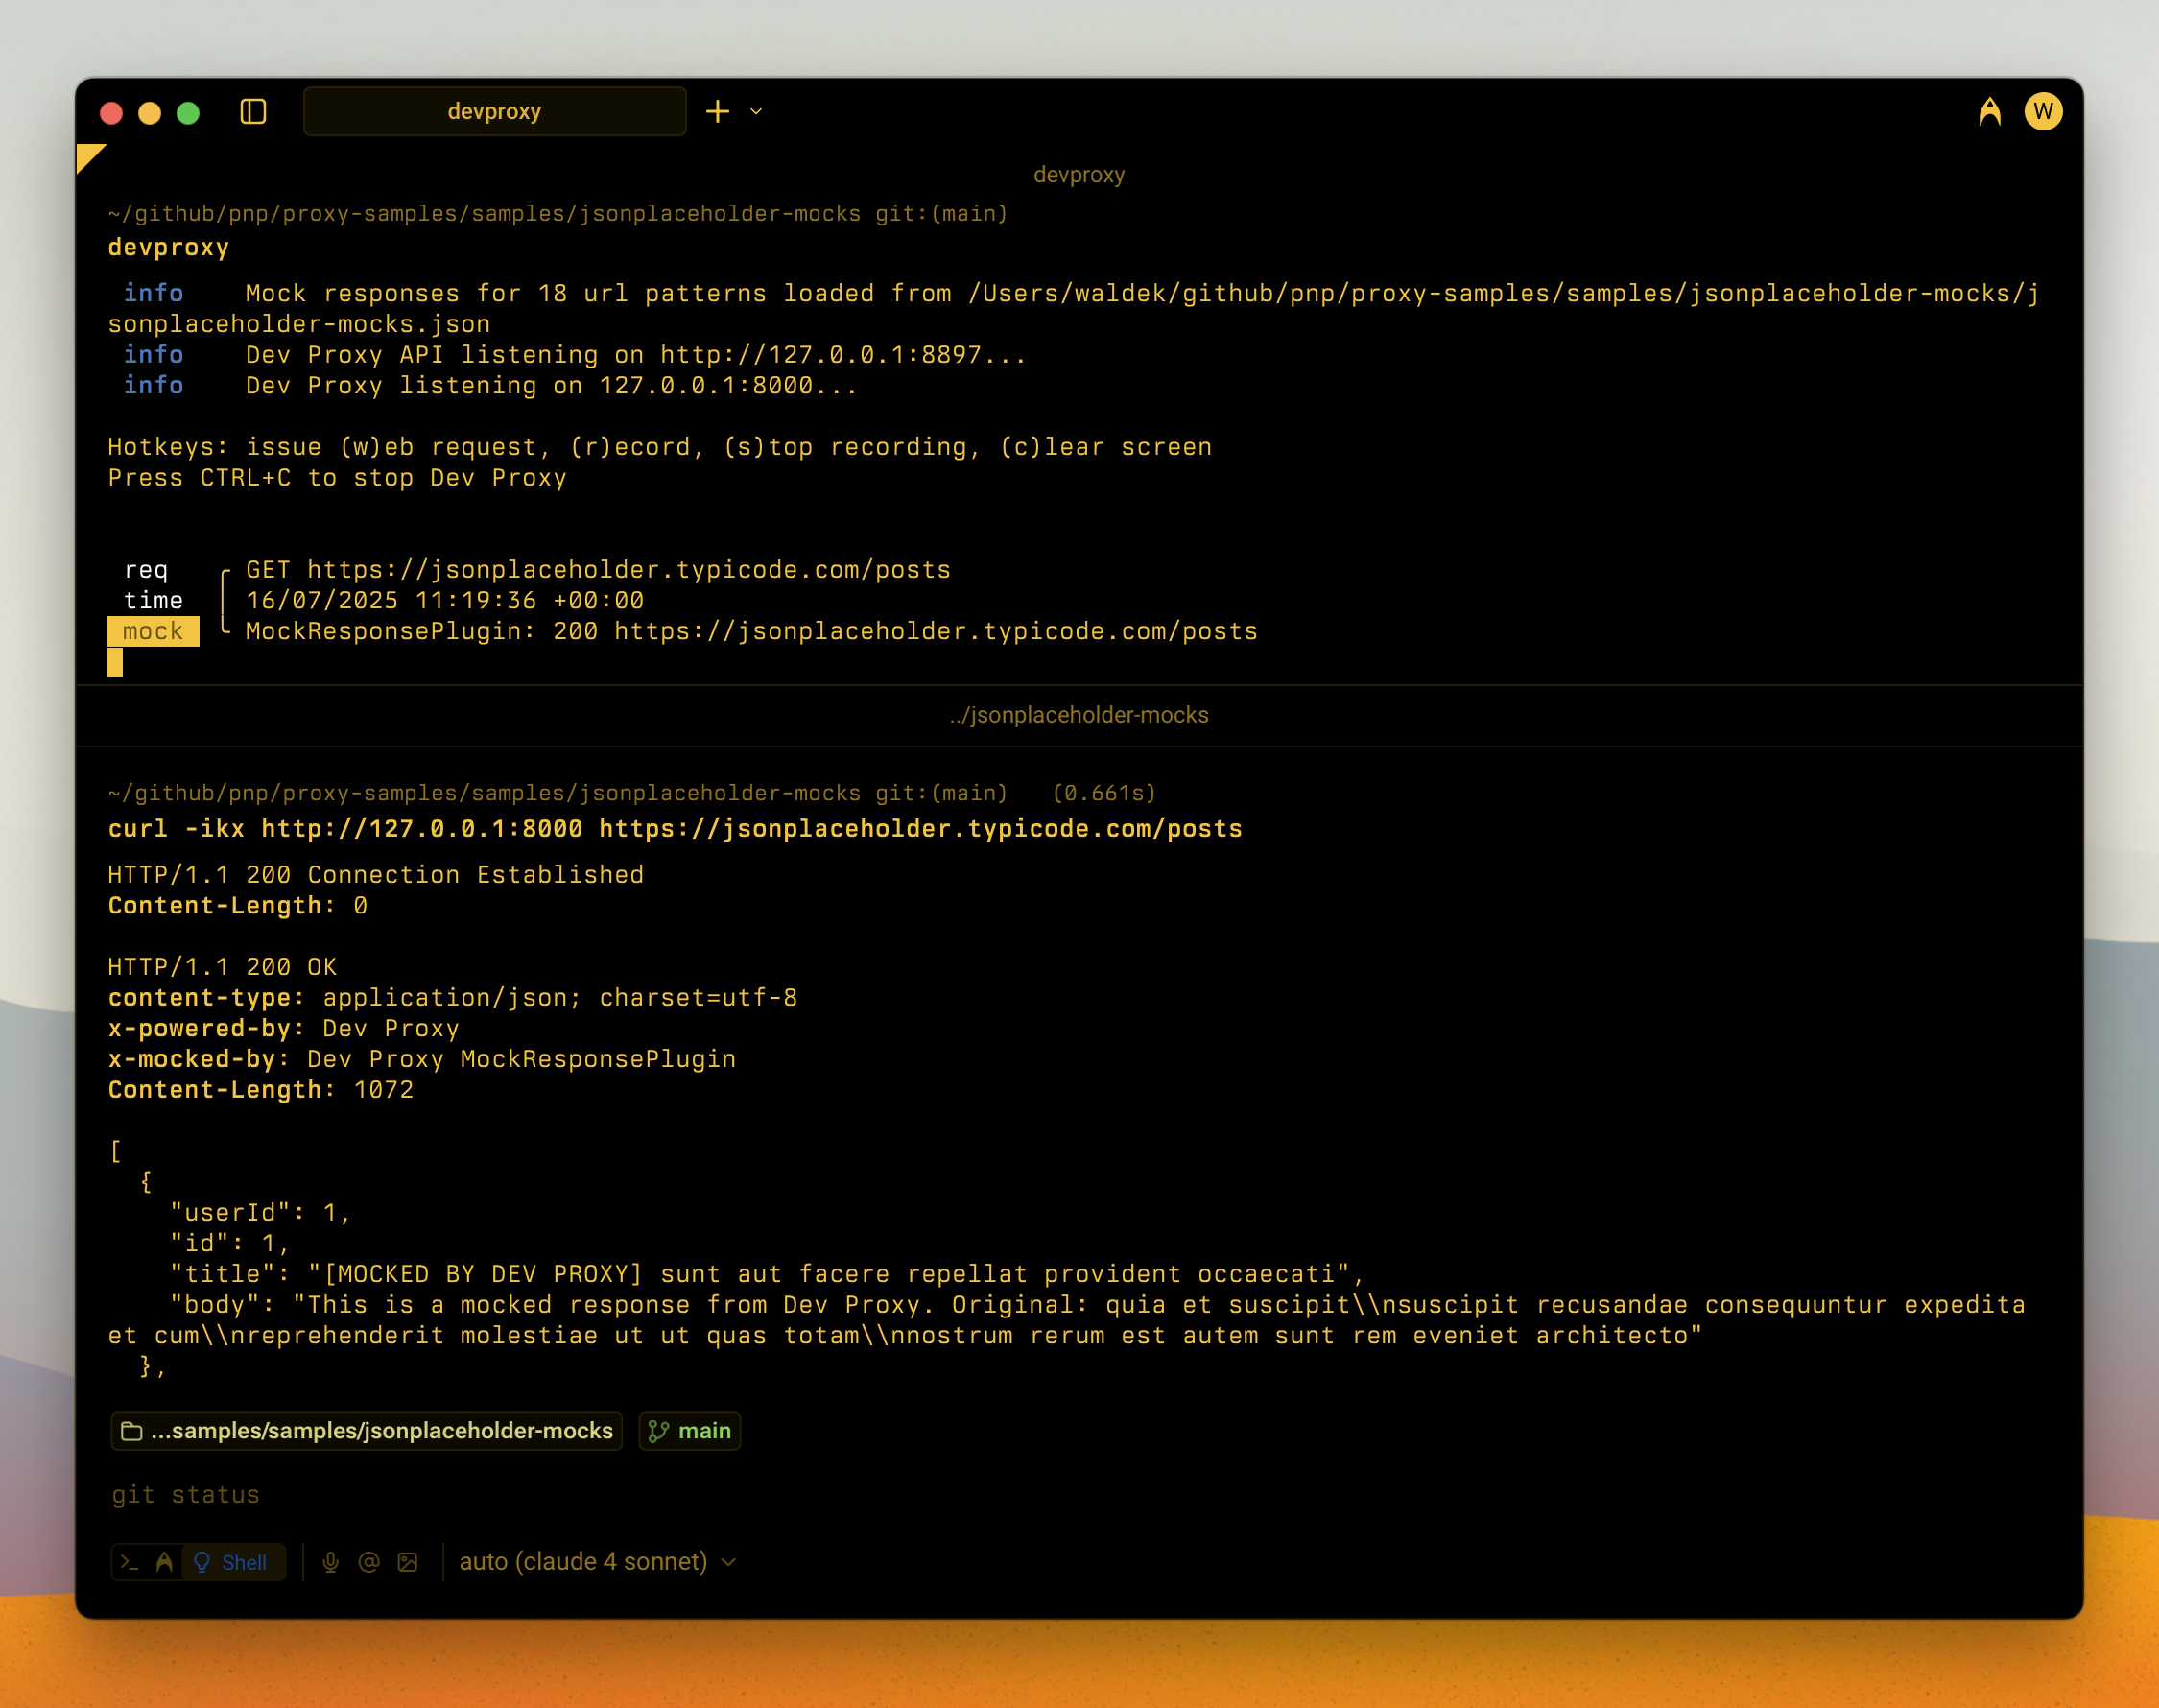 devproxy
W
devproxy
~/github/pnp/proxy-samples/samples/jsonplaceholder-mocks git:(main)
devproxy
info    Mock responses for 18 url patterns loaded from /Users/waldek/github/pnp/proxy-samples/samples/jsonplaceholder-mocks/j
sonplaceholder-mocks.json
info    Dev Proxy API listening on http://127.0.0.1:8897...
info    Dev Proxy listening on 127.0.0.1:8000...
Hotkeys: issue (w)eb request, (r)ecord, (s)top recording, (c)lear screen
Press CTRL+C to stop Dev Proxy
req   ╭ GET https://jsonplaceholder.typicode.com/posts
time  │ 16/07/2025 11:19:36 +00:00
mock  ╰ MockResponsePlugin: 200 https://jsonplaceholder.typicode.com/posts
../jsonplaceholder-mocks
~/github/pnp/proxy-samples/samples/jsonplaceholder-mocks git:(main)   (0.661s)
curl -ikx http://127.0.0.1:8000 https://jsonplaceholder.typicode.com/posts
HTTP/1.1 200 Connection Established
Content-Length: 0
HTTP/1.1 200 OK
content-type: application/json; charset=utf-8
x-powered-by: Dev Proxy
x-mocked-by: Dev Proxy MockResponsePlugin
Content-Length: 1072
[
  {
    "userId": 1,
    "id": 1,
    "title": "[MOCKED BY DEV PROXY] sunt aut facere repellat provident occaecati",
    "body": "This is a mocked response from Dev Proxy. Original: quia et suscipit\\nsuscipit recusandae consequuntur expedita
et cum\\nreprehenderit molestiae ut ut quas totam\\nnostrum rerum est autem sunt rem eveniet architecto"
  },
...samples/samples/jsonplaceholder-mocks main
git status
Shell auto (claude 4 sonnet)